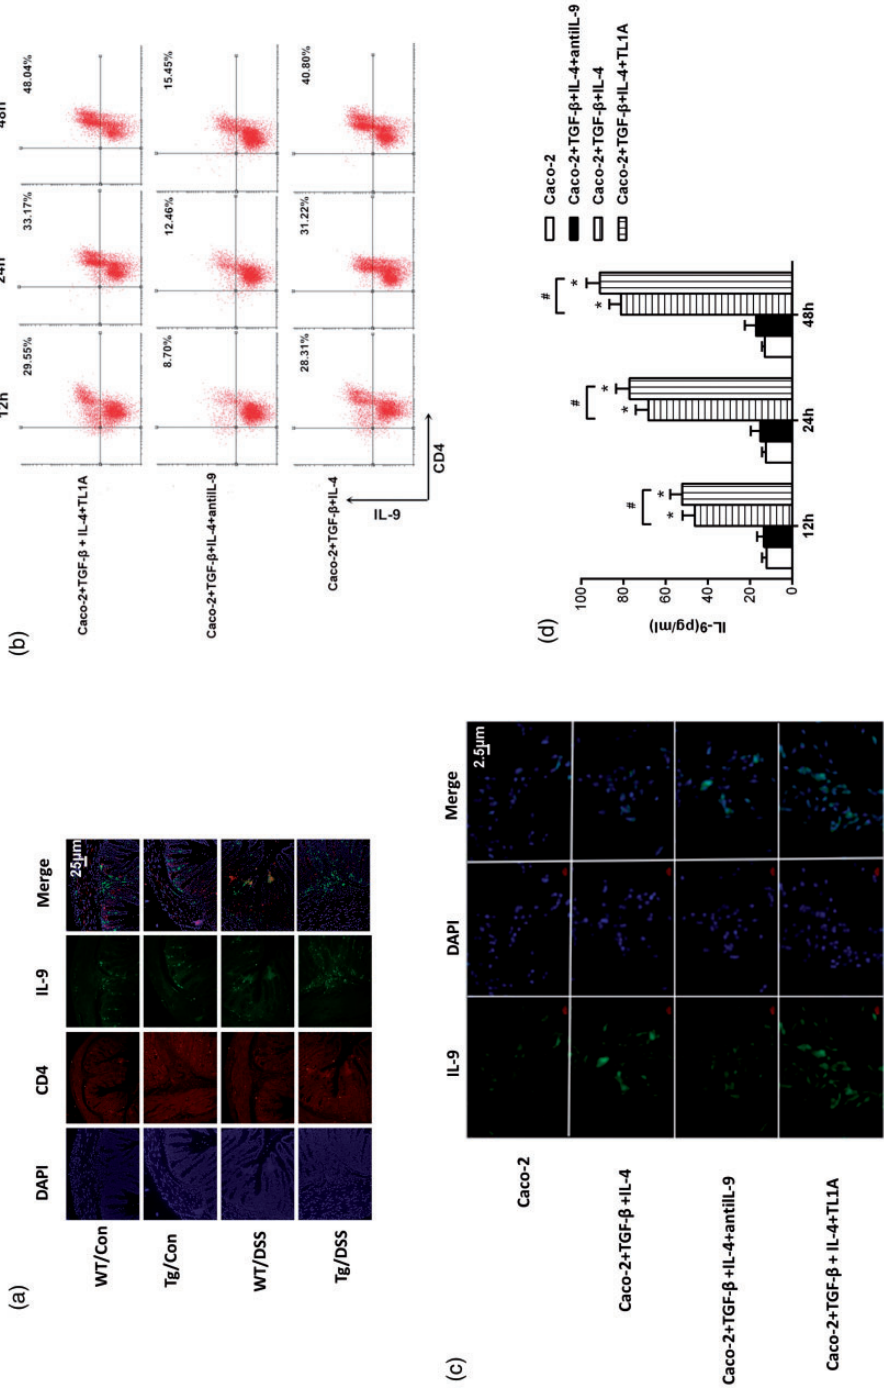 (a)
DAPI
CD4
IL-9
Merge
25μm
WT/Con
Tg/Con
WT/DSS
Tg/DSS
(b)
12h
24h
48h
Caco-2+TGF-β + IL-4+TL1A
29.55%
33.17%
48.04%
Caco-2+TGF-β+IL-4+antiIL-9
8.70%
12.46%
15.45%
Caco-2+TGF-β+IL-4
28.31%
31.22%
40.80%
IL-9
CD4
(c)
IL-9
DAPI
Merge
2.5μm
Caco-2
Caco-2+TGF-β +IL-4
Caco-2+TGF-β +IL-4+antiIL-9
Caco-2+TGF-β + IL-4+TL1A
(d)
IL-9(pg/ml)
100
80
60
40
20
0
# # #
* * * * * *
12h
24h
48h
Caco-2
Caco-2+TGF-β+IL-4+antiIL-9
Caco-2+TGF-β+IL-4
Caco-2+TGF-β+IL-4+TL1A